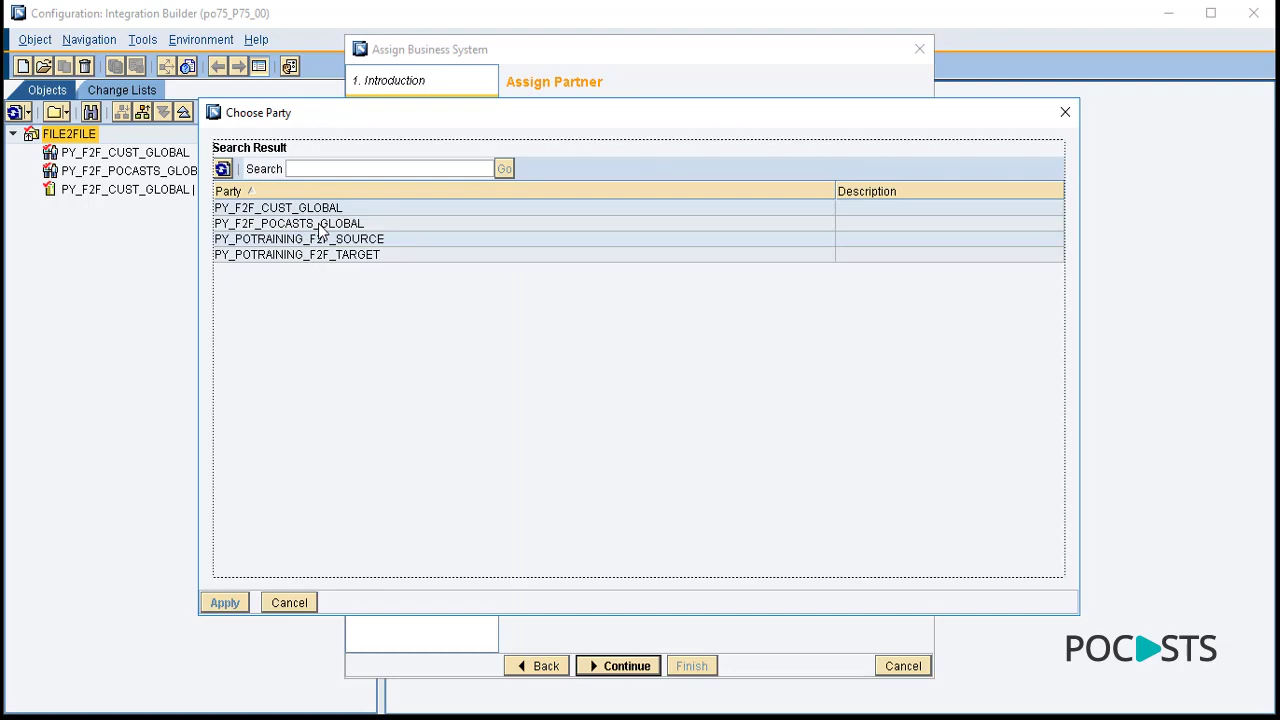 Configuration: Integration Builder (po75_P75_00)
Object Navigation Tools Environment Help
Assign Business System
1. Introduction
Assign Partner
Objects Change Lists
FILE2FILE
PY_F2F_CUST_GLOBAL
PY_F2F_POCASTS_GLOB
PY_F2F_CUST_GLOBAL |
Choose Party
Search Result
Search Go
Party Description
PY_F2F_CUST_GLOBAL
PY_F2F_POCASTS_GLOBAL
PY_POTRAINING_F2F_SOURCE
PY_POTRAINING_F2F_TARGET
Apply Cancel
Back Continue Finish Cancel
POCASTS